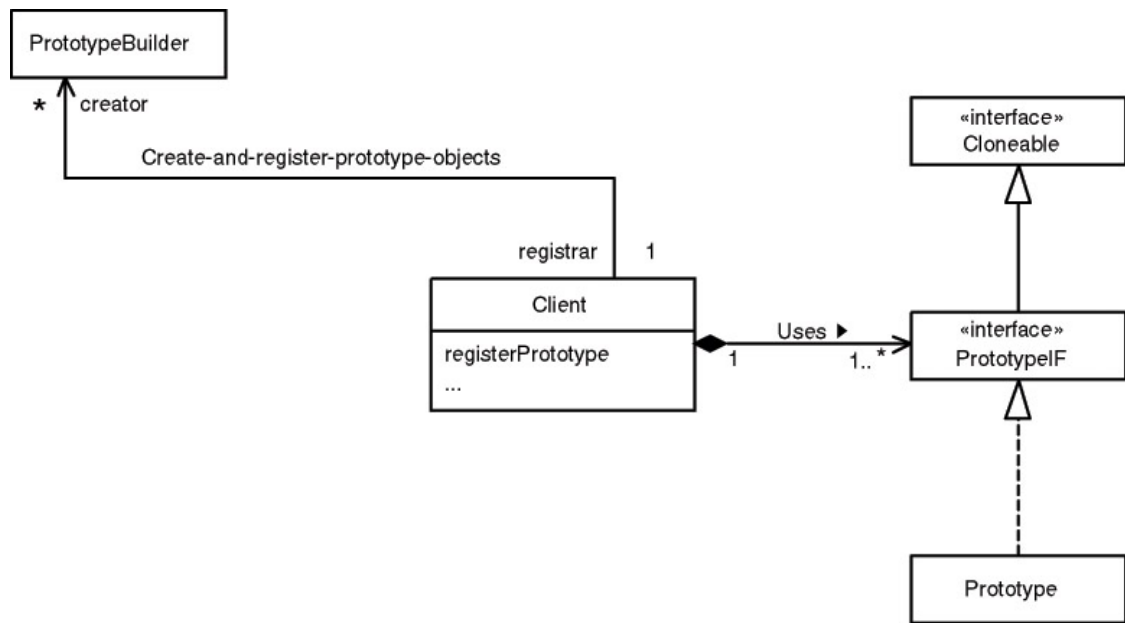 PrototypeBuilder
* creator
«interface»
Cloneable
Create-and-register-prototype-objects
registrar 1
Client
registerPrototype
...
Uses
1 1..*
«interface»
PrototypeIF
Prototype